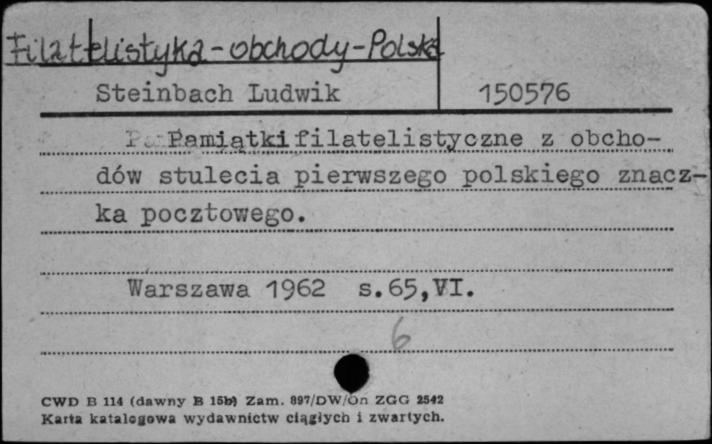 Filatelistyka - obchody - Polska
Steinbach Ludwik 150576
Pamiątki filatelistyczne z obcho-
dów stulecia pierwszego polskiego znacz-
ka pocztowego.
Warszawa 1962 s.65,VI.
6
CWD B 114 (dawny B 15b) Zam. 897/DW/On ZGG 2542
Karta katalogowa wydawnictw ciągłych i zwartych.